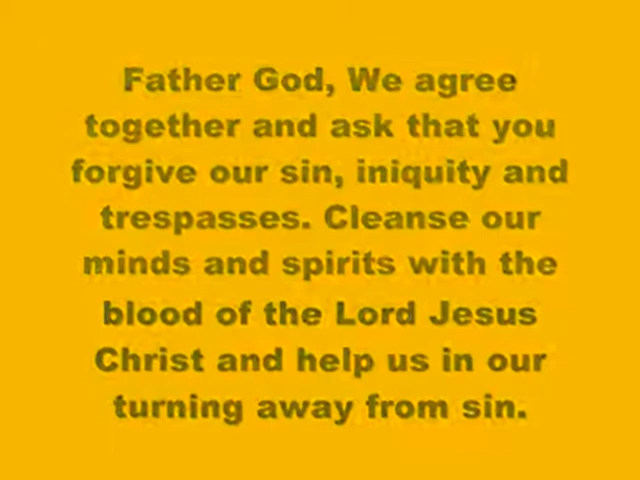 Father God, We agree
together and ask that you
forgive our sin, iniquity and
trespasses. Cleanse our
minds and spirits with the
blood of the Lord Jesus
Christ and help us in our
turning away from sin.